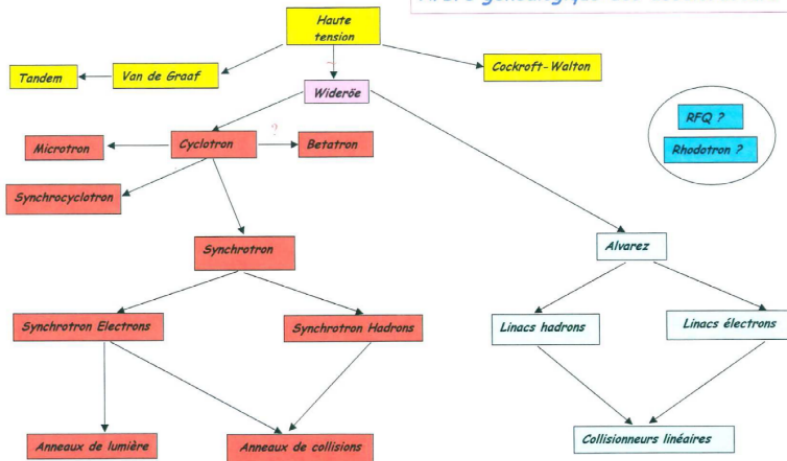 Haute
tension
Tandem
Van de Graaf
Cockroft-Walton
Wideröe
RFQ ?
Rhodotron ?
?
Microtron
Cyclotron
Betatron
Synchrocyclotron
Synchrotron
Alvarez
Synchrotron Electrons
Synchrotron Hadrons
Linacs hadrons
Linacs électrons
Anneaux de lumière
Anneaux de collisions
Collisionneurs linéaires